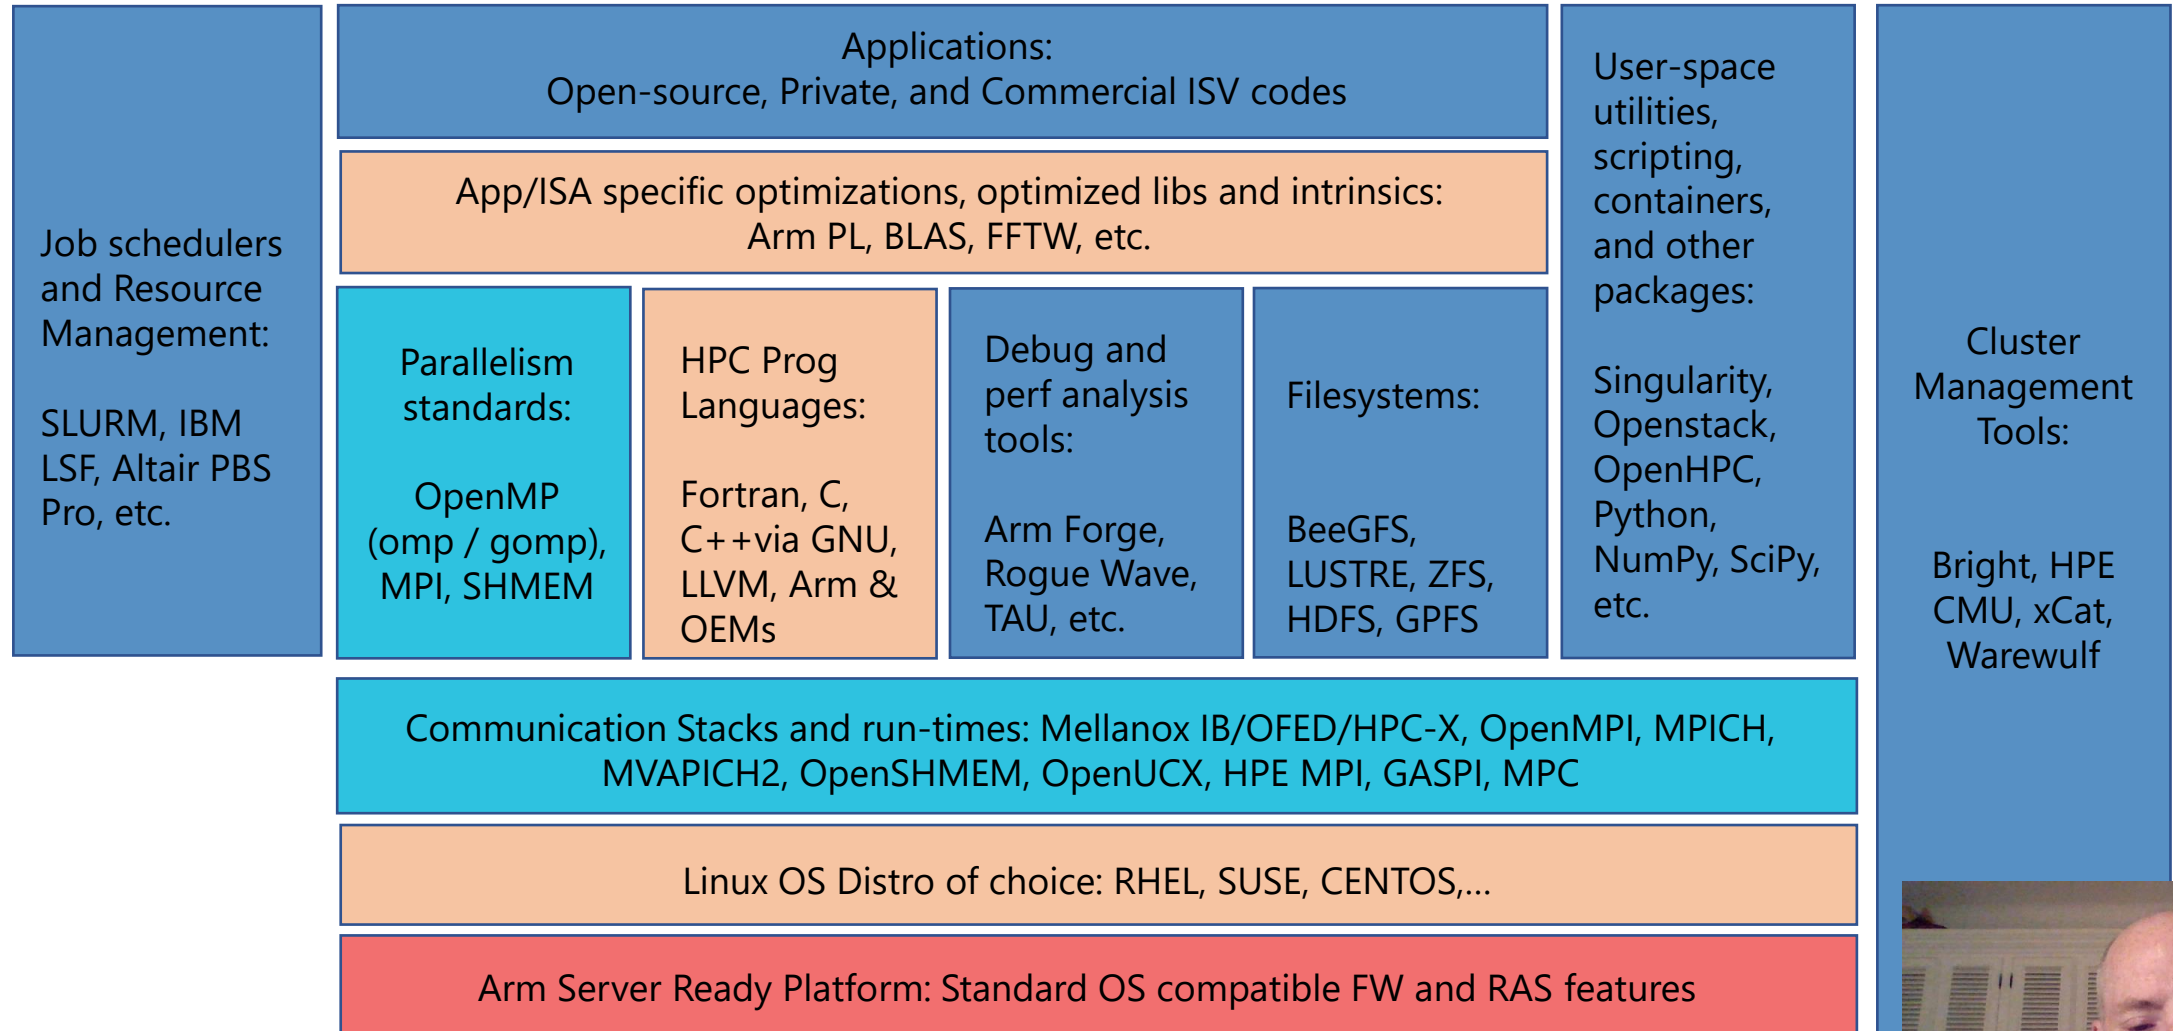 Job schedulers
and Resource
Management:
SLURM, IBM
LSF, Altair PBS
Pro, etc.
Applications:
Open-source, Private, and Commercial ISV codes
App/ISA specific optimizations, optimized libs and intrinsics:
Arm PL, BLAS, FFTW, etc.
Parallelism
standards:
OpenMP
(omp / gomp),
MPI, SHMEM
HPC Prog
Languages:
Fortran, C,
C++via GNU,
LLVM, Arm &
OEMs
Debug and
perf analysis
tools:
Arm Forge,
Rogue Wave,
TAU, etc.
Filesystems:
BeeGFS,
LUSTRE, ZFS,
HDFS, GPFS
User-space
utilities,
scripting,
containers,
and other
packages:
Singularity,
Openstack,
OpenHPC,
Python,
NumPy, SciPy,
etc.
Cluster
Management
Tools:
Bright, HPE
CMU, xCat,
Warewulf
Communication Stacks and run-times: Mellanox IB/OFED/HPC-X, OpenMPI, MPICH,
MVAPICH2, OpenSHMEM, OpenUCX, HPE MPI, GASPI, MPC
Linux OS Distro of choice: RHEL, SUSE, CENTOS,...
Arm Server Ready Platform: Standard OS compatible FW and RAS features